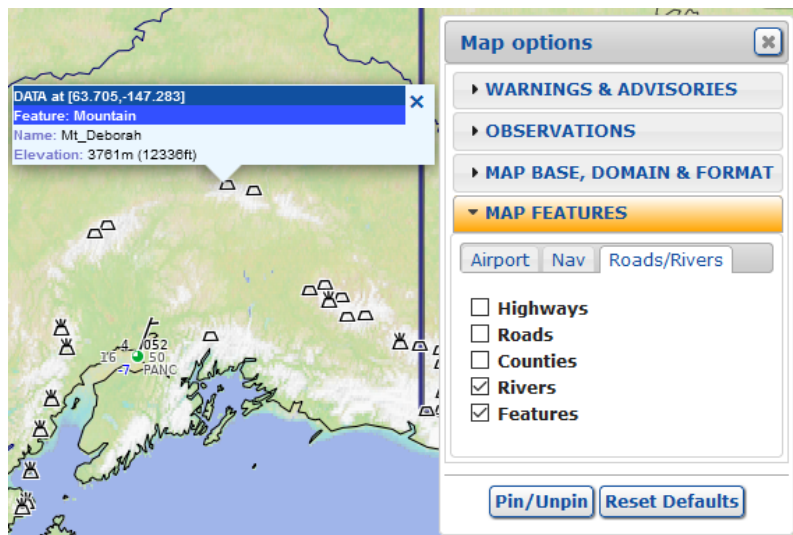 DATA at [63.705,-147.283]
Feature: Mountain
Name: Mt_Deborah
Elevation: 3761m (12336ft)
-4 052
16 50
-7 PANC
Map options
WARNINGS & ADVISORIES
OBSERVATIONS
MAP BASE, DOMAIN & FORMAT
MAP FEATURES
Airport Nav Roads/Rivers
Highways
Roads
Counties
Rivers
Features
Pin/Unpin Reset Defaults